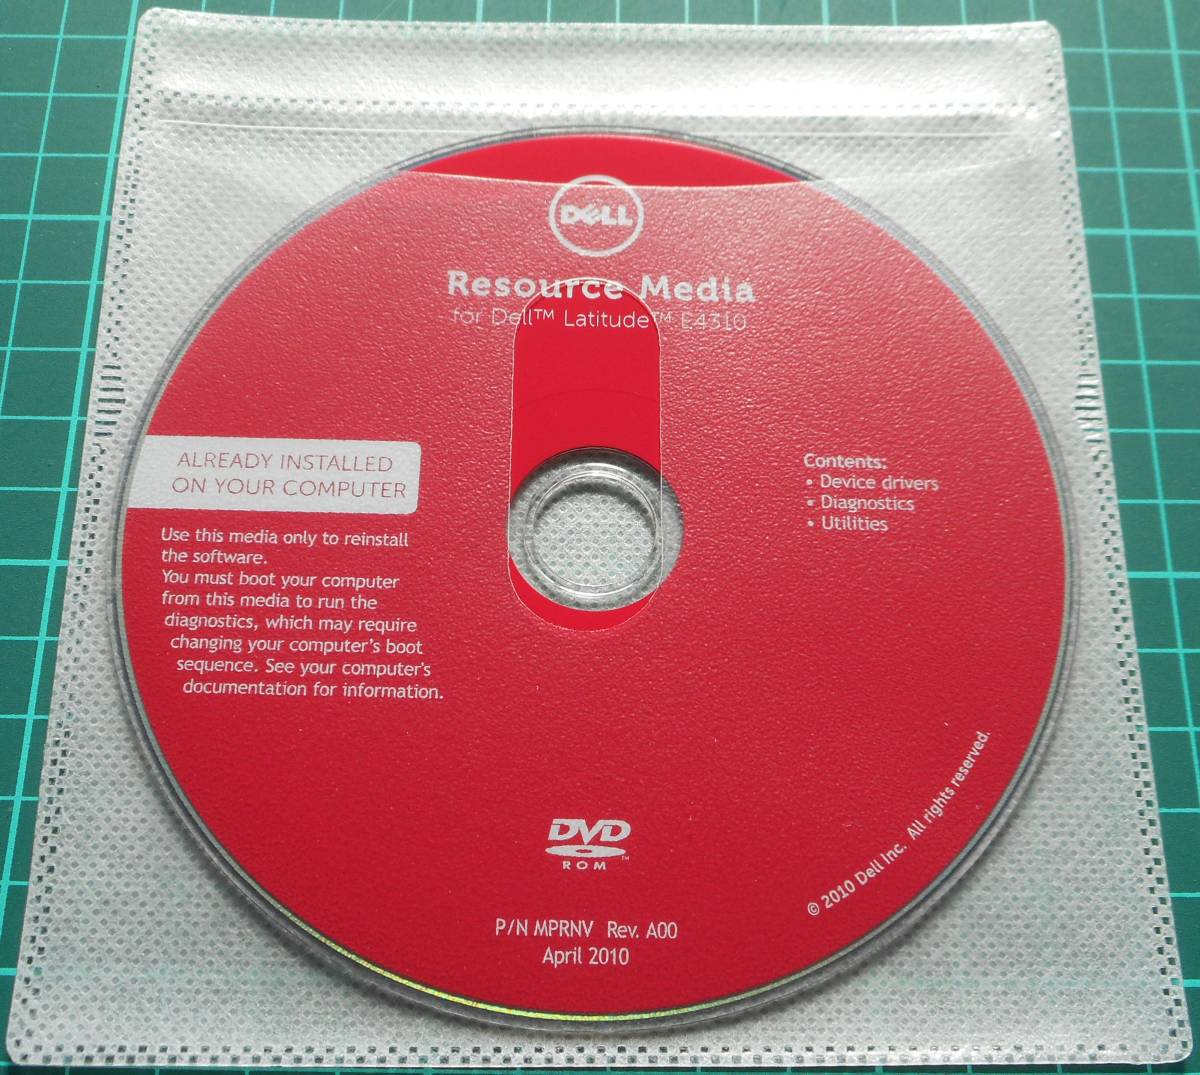 DELL
Resource Media
for Dell™ Latitude™ E4310
ALREADY INSTALLED
ON YOUR COMPUTER
Use this media only to reinstall
the software.
You must boot your computer
from this media to run the
diagnostics, which may require
changing your computer's boot
sequence. See your computer's
documentation for information.
Contents:
• Device drivers
• Diagnostics
• Utilities
DVD
ROM ™
P/N MPRNV Rev. A00
April 2010
© 2010 Dell Inc. All rights reserved.